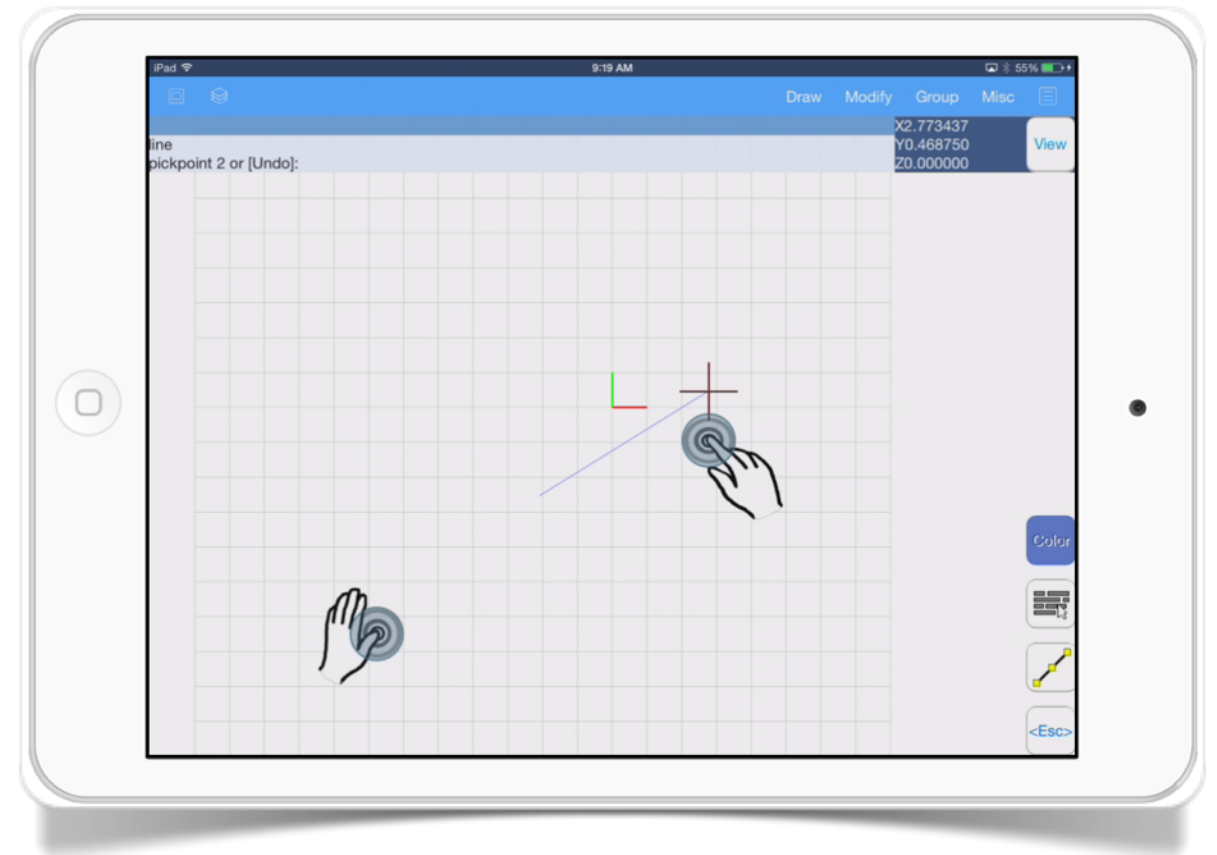 iPad 9:19 AM 55%
Draw Modify Group Misc
X2.773437
line Y0.468750 View
pickpoint 2 or [Undo]: Z0.000000
Color
<Esc>